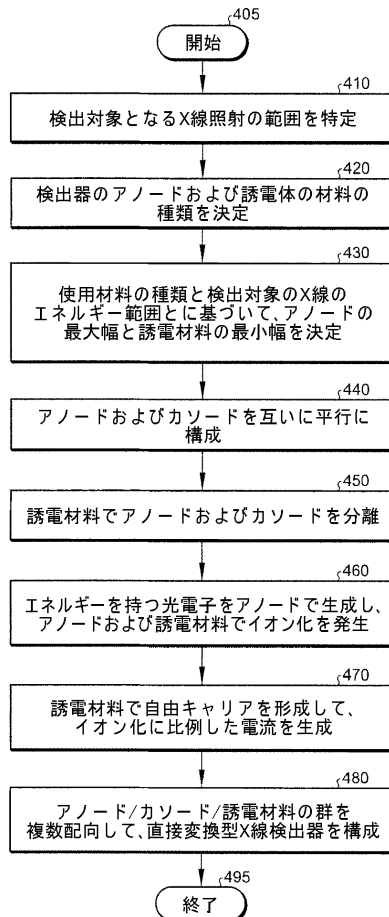 405
開始
410
検出対象となるX線照射の範囲を特定
420
検出器のアノードおよび誘電体の材料の
種類を決定
430
使用材料の種類と検出対象のX線の
エネルギー範囲とに基づいて、アノードの
最大幅と誘電材料の最小幅を決定
440
アノードおよびカソードを互いに平行に
構成
450
誘電材料でアノードおよびカソードを分離
460
エネルギーを持つ光電子をアノードで生成し、
アノードおよび誘電材料でイオン化を発生
470
誘電材料で自由キャリアを形成して、
イオン化に比例した電流を生成
480
アノード/カソード/誘電材料の群を
複数配向して、直接変換型X線検出器を構成
495
終了